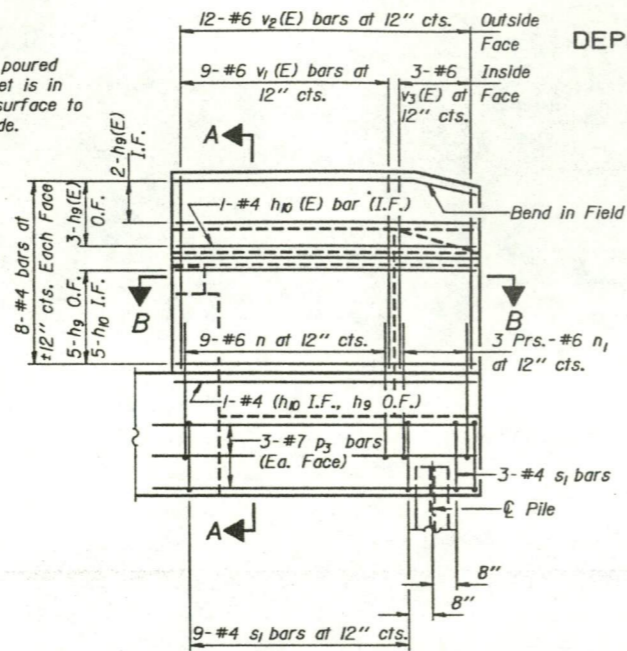 12-#6 v2(E) bars at 12" cts.
Outside
Face
DEP
poured
et is in
surface to
de.
9-#6 v1(E) bars at
12" cts.
3-#6
v3(E) at
12" cts.
Inside
Face
A
2-h9(E)
I.F.
8-#4 bars at
±12" cts. Each Face
3-h9(E)
O.F.
1-#4 h10(E) bar (I.F.)
Bend in Field
5-h9 O.F.
5-h10 I.F.
B
B
9-#6 n at 12" cts.
3 Prs.-#6 n1
at 12" cts.
1-#4 (h10 I.F., h9 O.F.)
3-#7 p3 bars
(Ea. Face)
3-#4 s1 bars
℄ Pile
A
8"
8"
9-#4 s1 bars at 12" cts.